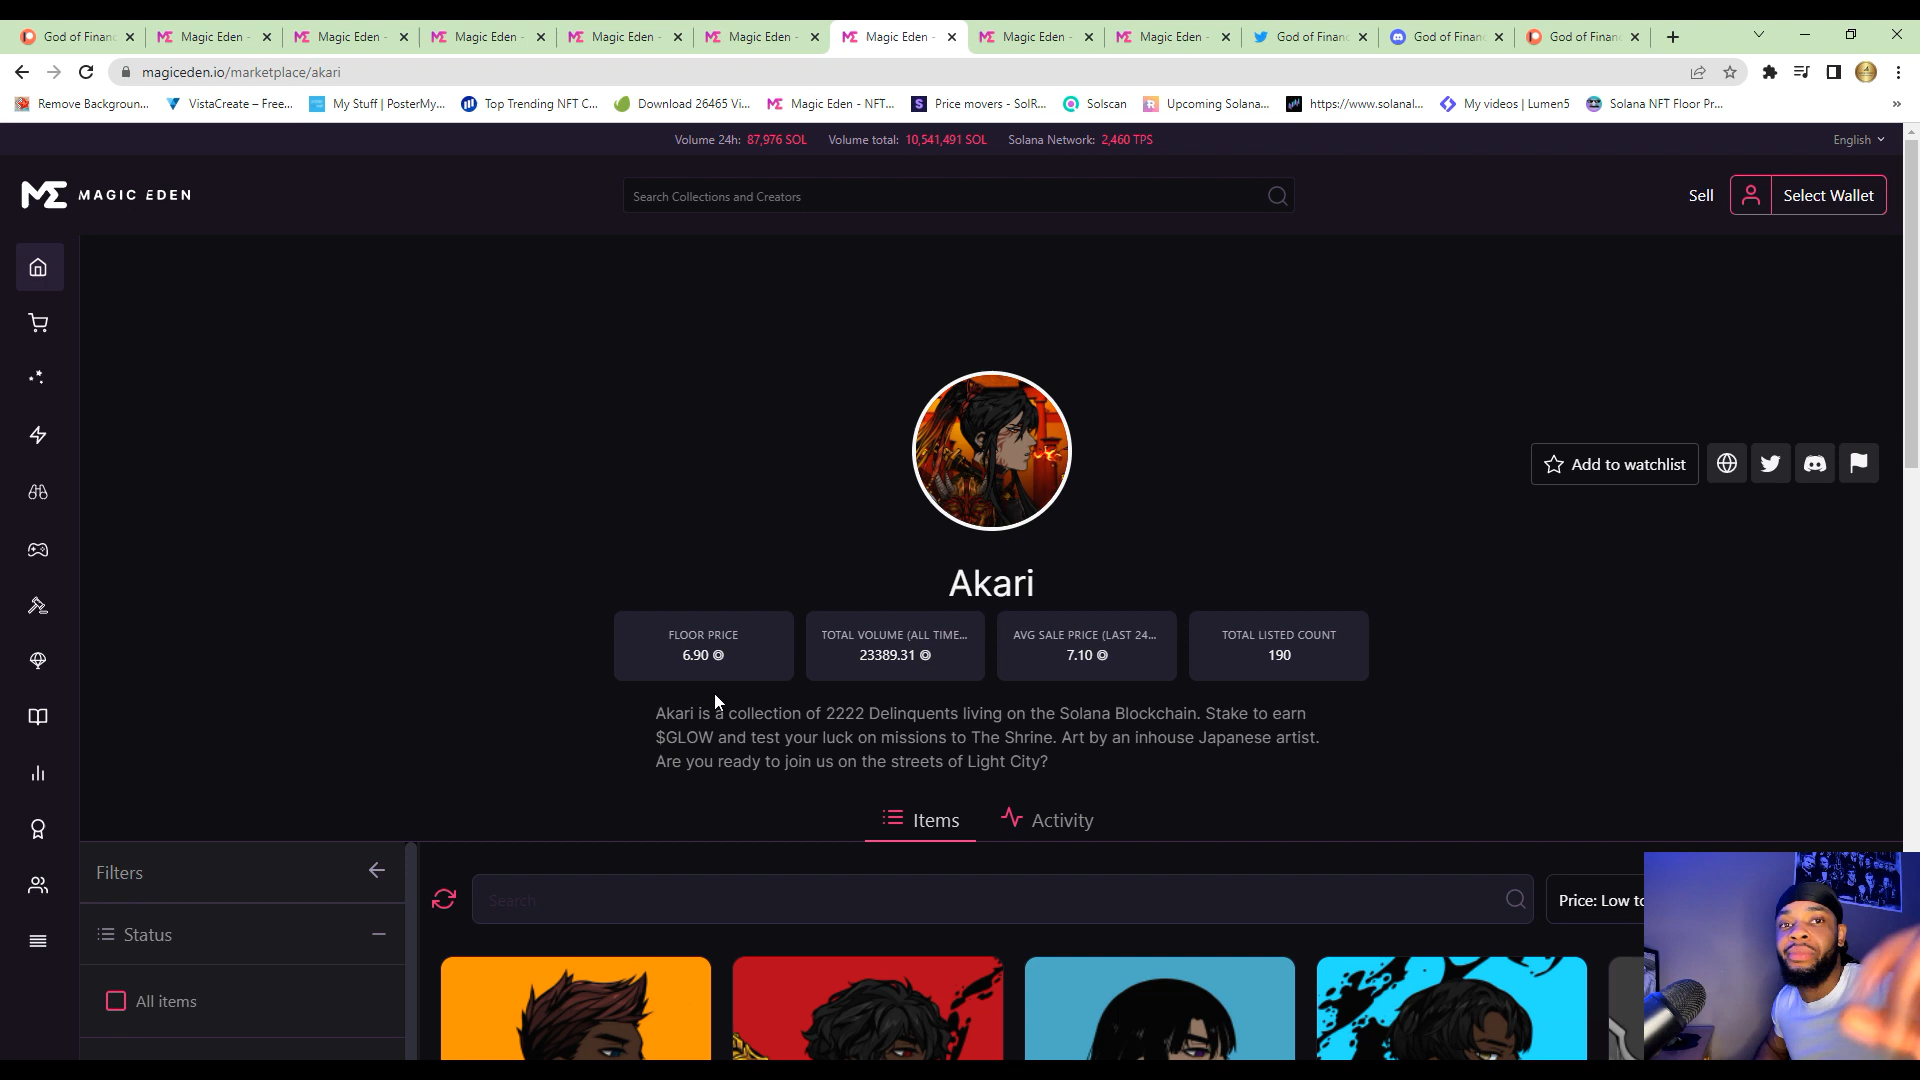 God of Financ
Magic Eden -
Magic Eden -
Magic Eden -
Magic Eden -
Magic Eden -
Magic Eden -
Magic Eden -
Magic Eden -
God of Financ
God of Financ
God of Financ
magiceden.io/marketplace/akari
Remove Backgroun...
VistaCreate – Free...
My Stuff | PosterMy...
Top Trending NFT C...
Download 26465 Vi...
Magic Eden - NFT...
Price movers - SolR...
Solscan
Upcoming Solana...
https://www.solanal...
My videos | Lumen5
Solana NFT Floor Pr...
Volume 24h: 87,976 SOL Volume total: 10,541,491 SOL Solana Network: 2,460 TPS
English
MAGIC EDEN
Search Collections and Creators
Sell
Select Wallet
Add to watchlist
Akari
FLOOR PRICE
6.90
TOTAL VOLUME (ALL TIME...
23389.31
AVG SALE PRICE (LAST 24...
7.10
TOTAL LISTED COUNT
190
Akari is a collection of 2222 Delinquents living on the Solana Blockchain. Stake to earn
$GLOW and test your luck on missions to The Shrine. Art by an inhouse Japanese artist.
Are you ready to join us on the streets of Light City?
Items
Activity
Filters
Search
Price: Low to
Status
All items